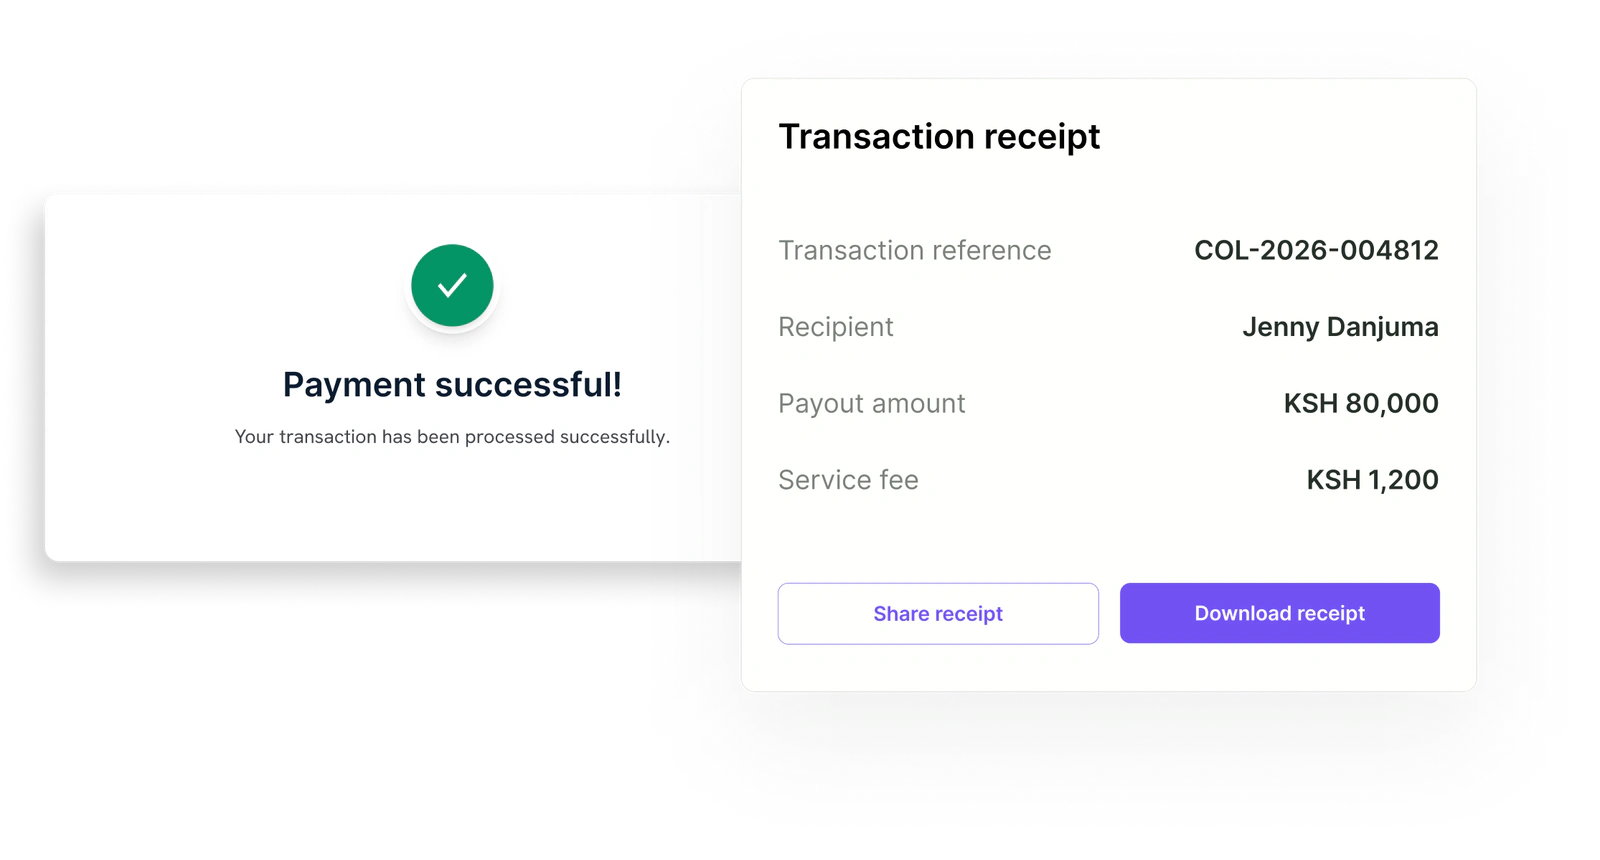 Payment successful!
Your transaction has been processed successfully.
Transaction receipt
Transaction reference COL-2026-004812
Recipient Jenny Danjuma
Payout amount KSH 80,000
Service fee KSH 1,200
Share receipt Download receipt